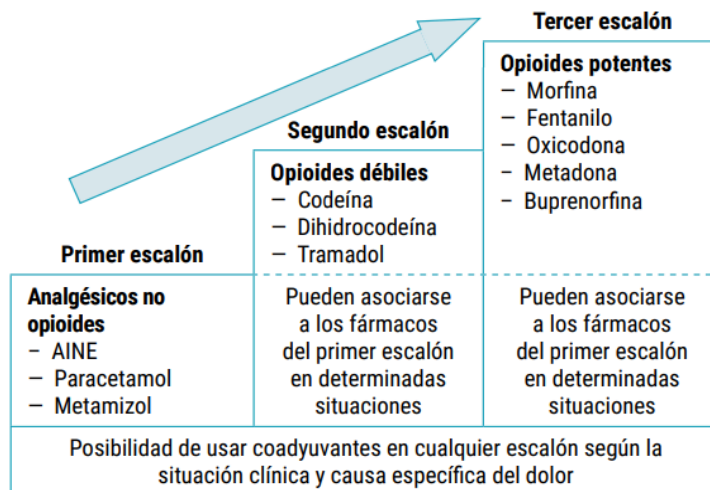 Primer escalón
Analgésicos no
opioides
– AINE
— Paracetamol
— Metamizol
Segundo escalón
Opioides débiles
— Codeína
— Dihidrocodeína
— Tramadol
Pueden asociarse
a los fármacos
del primer escalón
en determinadas
situaciones
Tercer escalón
Opioides potentes
— Morfina
— Fentanilo
— Oxicodona
— Metadona
— Buprenorfina
Pueden asociarse
a los fármacos
del primer escalón
en determinadas
situaciones
Posibilidad de usar coadyuvantes en cualquier escalón según la
situación clínica y causa específica del dolor